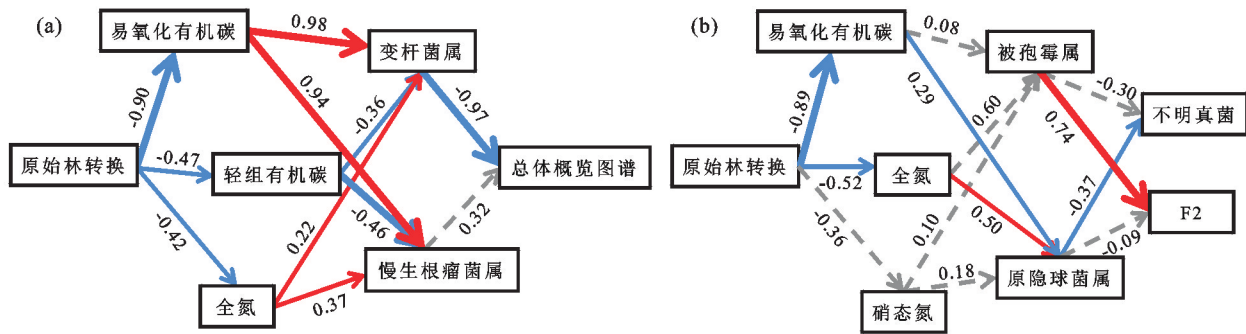 (a)
易氧化有机碳
0.98
变杆菌属
-0.90
0.94
-0.36
-0.97
原始林转换
-0.47
轻组有机碳
总体概览图谱
-0.42
0.22
-0.46
0.32
全氮
0.37
慢生根瘤菌属
(b)
易氧化有机碳
0.08
被孢霉属
-0.30
不明真菌
-0.89
0.29
0.60
0.74
原始林转换
-0.52
全氮
-0.37
F2
-0.36
0.10
0.50
-0.09
硝态氮
0.18
原隐球菌属